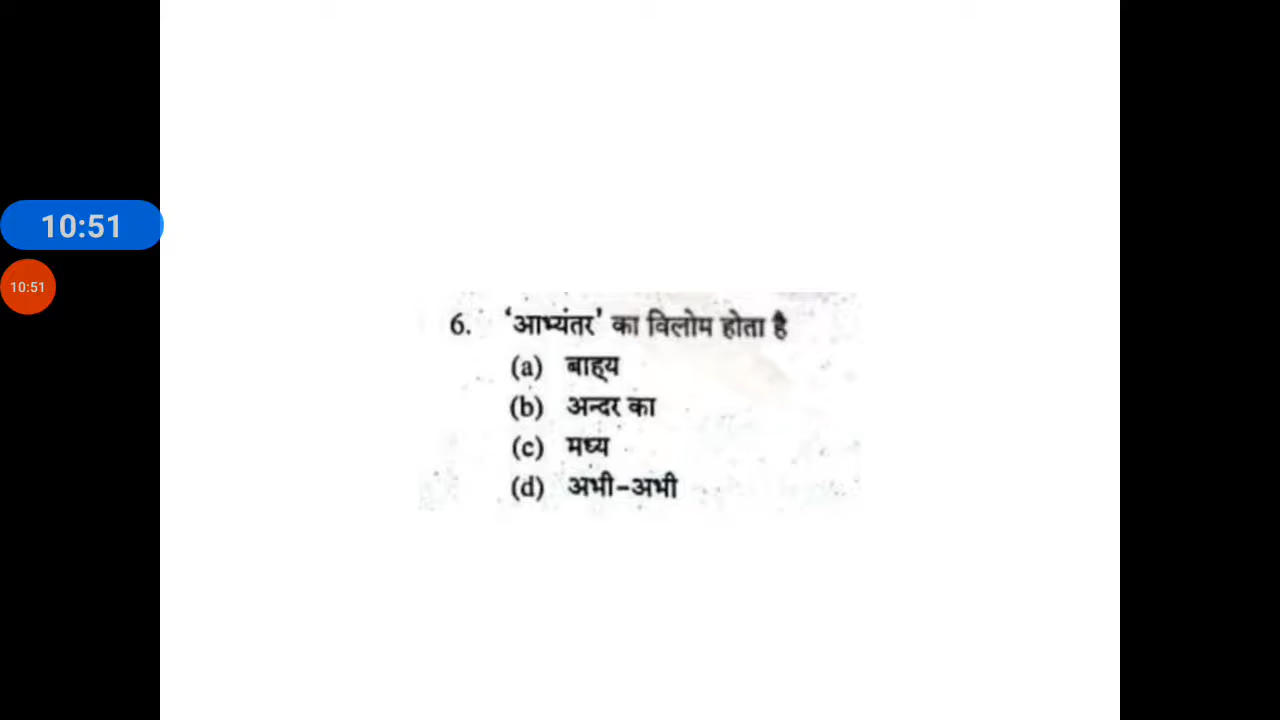 10:51
10:51
6. 'आभ्यंतर' का विलोम होता है
(a) बाह्य
(b) अन्दर का
(c) मध्य
(d) अभी-अभी